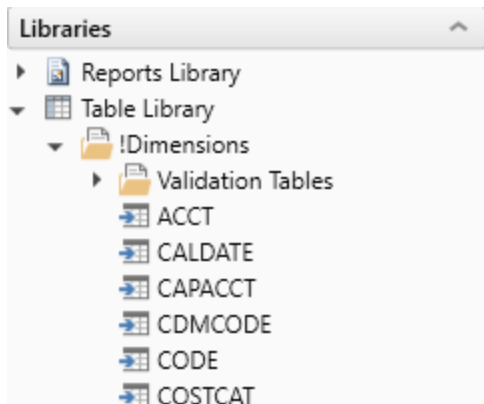 Libraries
Reports Library
Table Library
!Dimensions
Validation Tables
ACCT
CALDATE
CAPACCT
CDMCODE
CODE
COSTCAT